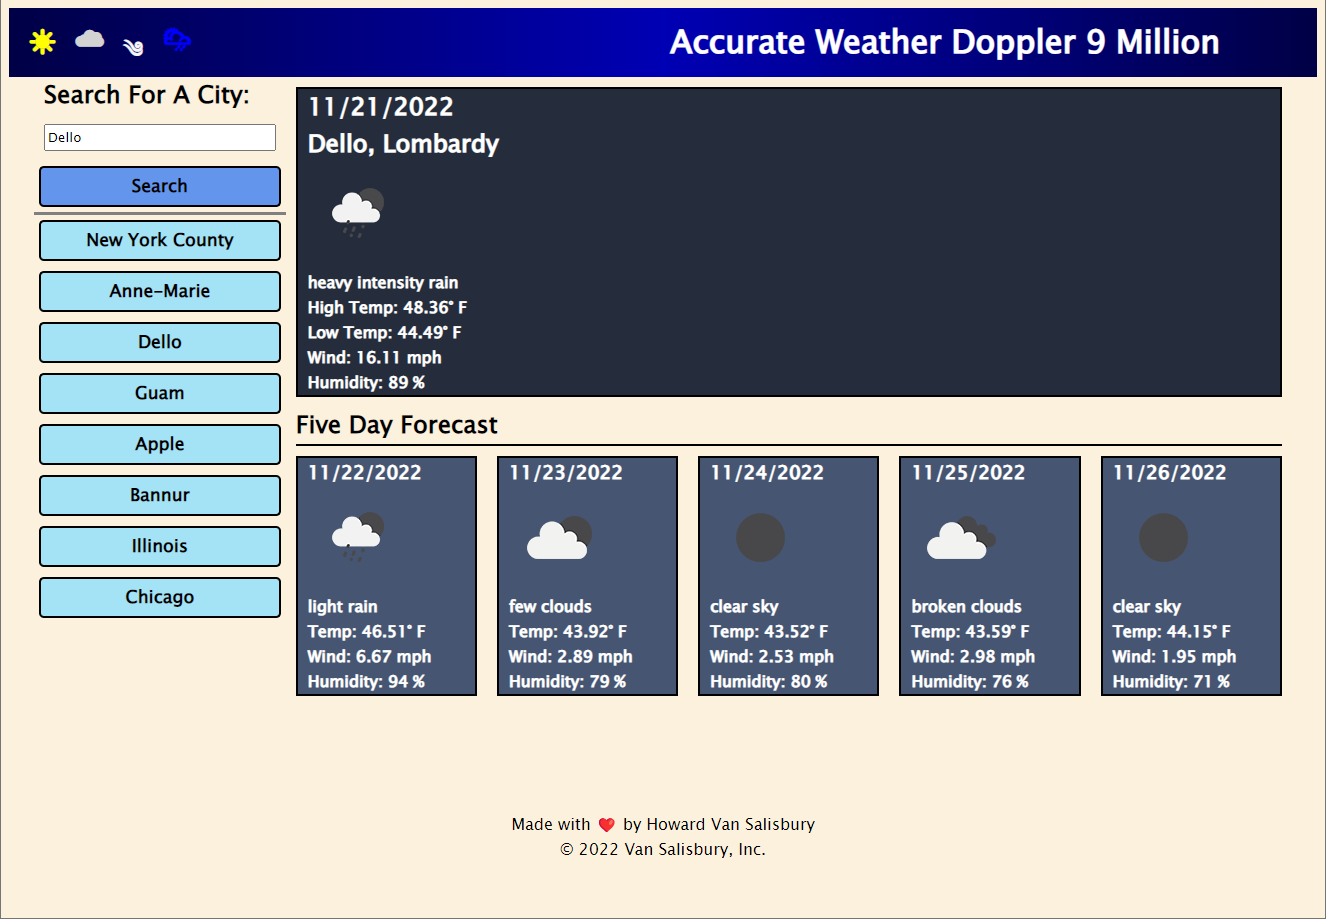 Accurate Weather Doppler 9 Million
Search For A City:
Dello
Search
New York County
Anne-Marie
Dello
Guam
Apple
Bannur
Illinois
Chicago
11/21/2022
Dello, Lombardy
heavy intensity rain
High Temp: 48.36° F
Low Temp: 44.49° F
Wind: 16.11 mph
Humidity: 89 %
Five Day Forecast
11/22/2022
light rain
Temp: 46.51° F
Wind: 6.67 mph
Humidity: 94 %
11/23/2022
few clouds
Temp: 43.92° F
Wind: 2.89 mph
Humidity: 79 %
11/24/2022
clear sky
Temp: 43.52° F
Wind: 2.53 mph
Humidity: 80 %
11/25/2022
broken clouds
Temp: 43.59° F
Wind: 2.98 mph
Humidity: 76 %
11/26/2022
clear sky
Temp: 44.15° F
Wind: 1.95 mph
Humidity: 71 %
Made with ❤️ by Howard Van Salisbury
© 2022 Van Salisbury, Inc.